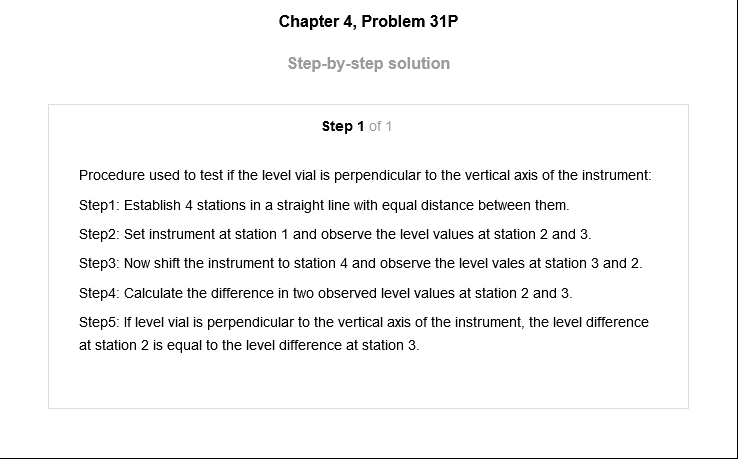 Chapter 4, Problem 31P
Step-by-step solution
Step 1 of 1
Procedure used to test if the level vial is perpendicular to the vertical axis of the instrument:
Step1: Establish 4 stations in a straight line with equal distance between them.
Step2: Set instrument at station 1 and observe the level values at station 2 and 3.
Step3: Now shift the instrument to station 4 and observe the level vales at station 3 and 2.
Step4: Calculate the difference in two observed level values at station 2 and 3.
Step5: If level vial is perpendicular to the vertical axis of the instrument, the level difference
at station 2 is equal to the level difference at station 3.